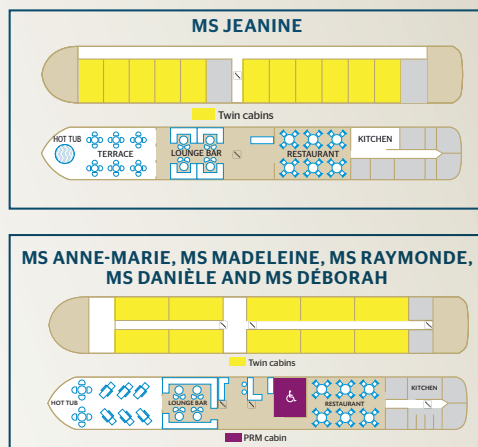 MS JEANINE
Twin cabins
HOT TUB
TERRACE
LOUNGE BAR
RESTAURANT
KITCHEN
MS ANNE-MARIE, MS MADELEINE, MS RAYMONDE,
MS DANIÈLE AND MS DÉBORAH
Twin cabins
HOT TUB
LOUNGE BAR
RESTAURANT
KITCHEN
PRM cabin